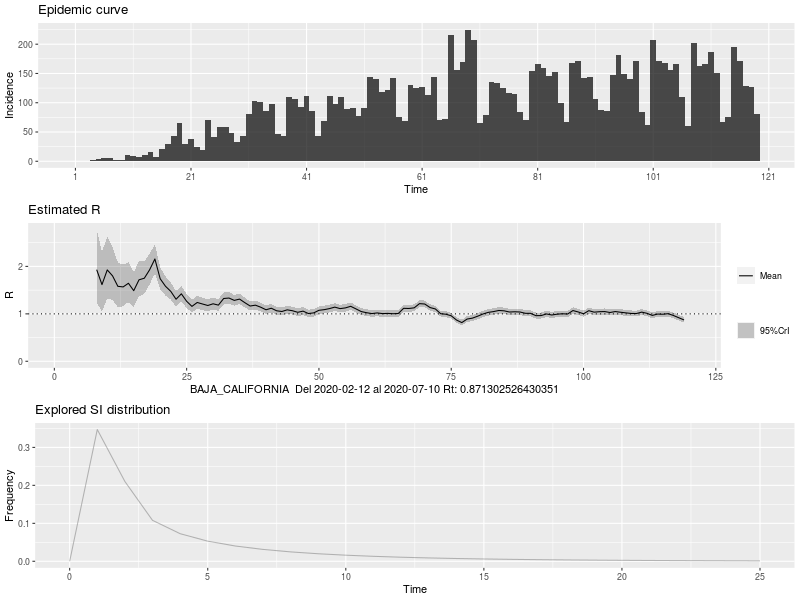 Epidemic curve
200
150
100
50
0
Incidence
1 21 41 61 81 101 121
Time
Estimated R
2
1
0
R
0 25 50 75 100 125
BAJA_CALIFORNIA Del 2020-02-12 al 2020-07-10 Rt: 0.871302526430351
Mean
95%CrI
Explored SI distribution
0.3
0.2
0.1
0.0
Frequency
0 5 10 15 20 25
Time